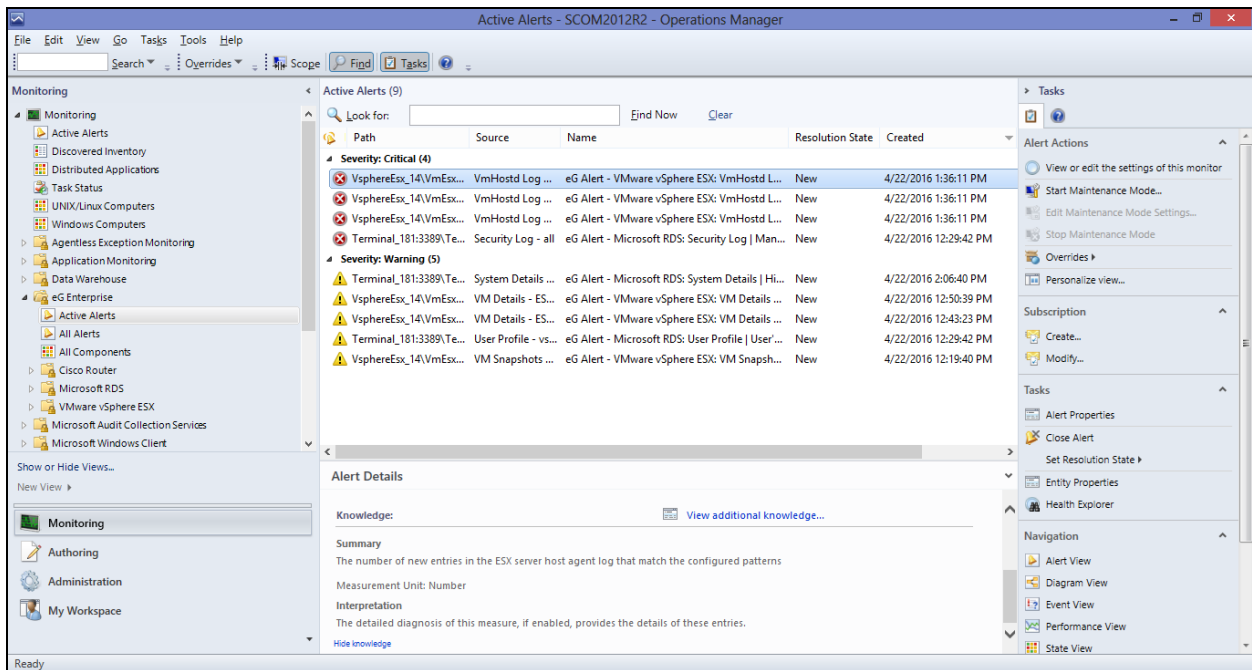 Active Alerts - SCOM2012R2 - Operations Manager
File Edit View Go Tasks Tools Help
Search Overrides Scope Find Tasks
Monitoring
Monitoring
Active Alerts
Discovered Inventory
Distributed Applications
Task Status
UNIX/Linux Computers
Windows Computers
Agentless Exception Monitoring
Application Monitoring
Data Warehouse
eG Enterprise
Active Alerts
All Alerts
All Components
Cisco Router
Microsoft RDS
VMware vSphere ESX
Microsoft Audit Collection Services
Microsoft Windows Client
Show or Hide Views...
New View
Monitoring
Authoring
Administration
My Workspace
Active Alerts (9)
Look for: Find Now Clear
Path Source Name Resolution State Created
Severity: Critical (4)
VsphereEsx_14\VmEsx... VmHostd Log ... eG Alert - VMware vSphere ESX: VmHostd L... New 4/22/2016 1:36:11 PM
VsphereEsx_14\VmEsx... VmHostd Log ... eG Alert - VMware vSphere ESX: VmHostd L... New 4/22/2016 1:36:11 PM
VsphereEsx_14\VmEsx... VmHostd Log ... eG Alert - VMware vSphere ESX: VmHostd L... New 4/22/2016 1:36:11 PM
Terminal_181:3389\Te... Security Log - all eG Alert - Microsoft RDS: Security Log | Man... New 4/22/2016 12:29:42 PM
Severity: Warning (5)
Terminal_181:3389\Te... System Details ... eG Alert - Microsoft RDS: System Details | Hi... New 4/22/2016 2:06:40 PM
VsphereEsx_14\VmEsx... VM Details - ES... eG Alert - VMware vSphere ESX: VM Details ... New 4/22/2016 12:50:39 PM
VsphereEsx_14\VmEsx... VM Details - ES... eG Alert - VMware vSphere ESX: VM Details ... New 4/22/2016 12:43:23 PM
Terminal_181:3389\Te... User Profile - vs... eG Alert - Microsoft RDS: User Profile | User'... New 4/22/2016 12:29:42 PM
VsphereEsx_14\VmEsx... VM Snapshots ... eG Alert - VMware vSphere ESX: VM Snapsh... New 4/22/2016 12:19:40 PM
Alert Details
Knowledge: View additional knowledge...
Summary
The number of new entries in the ESX server host agent log that match the configured patterns
Measurement Unit: Number
Interpretation
The detailed diagnosis of this measure, if enabled, provides the details of these entries.
Hide knowledge
Tasks
Alert Actions
View or edit the settings of this monitor
Start Maintenance Mode...
Edit Maintenance Mode Settings...
Stop Maintenance Mode
Overrides
Personalize view...
Subscription
Create...
Modify...
Tasks
Alert Properties
Close Alert
Set Resolution State
Entity Properties
Health Explorer
Navigation
Alert View
Diagram View
Event View
Performance View
State View
Ready